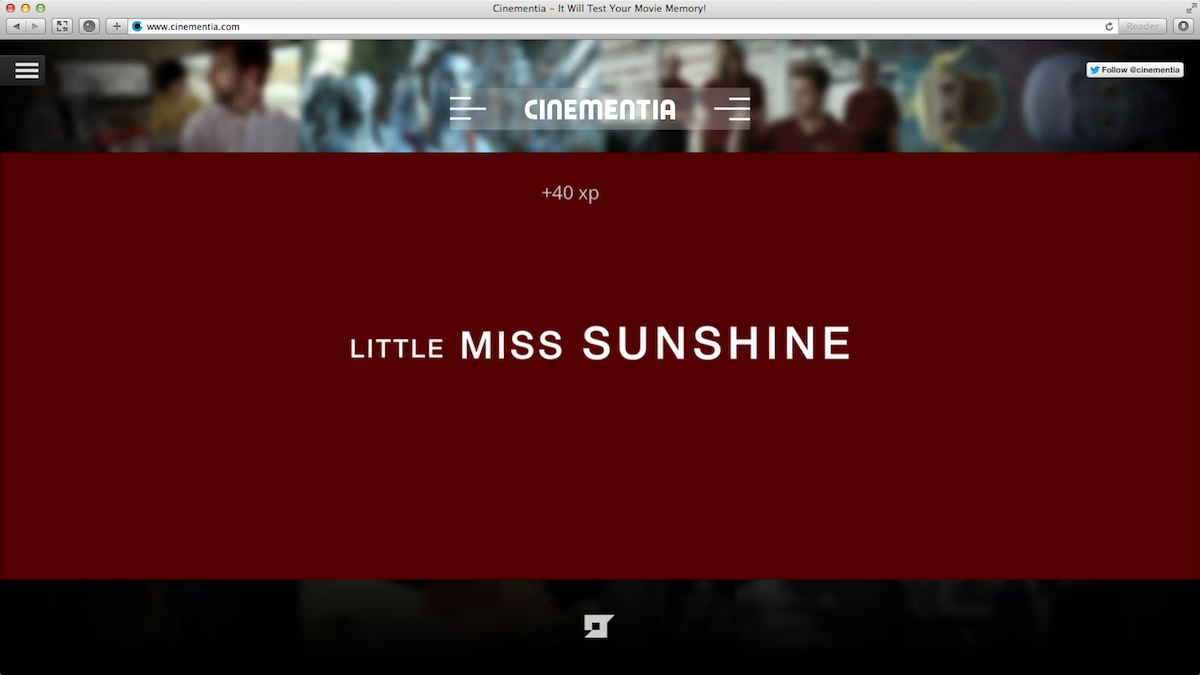 Cinementia – It Will Test Your Movie Memory!
www.cinementia.com
Reader
Follow @cinementia
CINEMENTIA
+40 xp
LITTLE MISS SUNSHINE